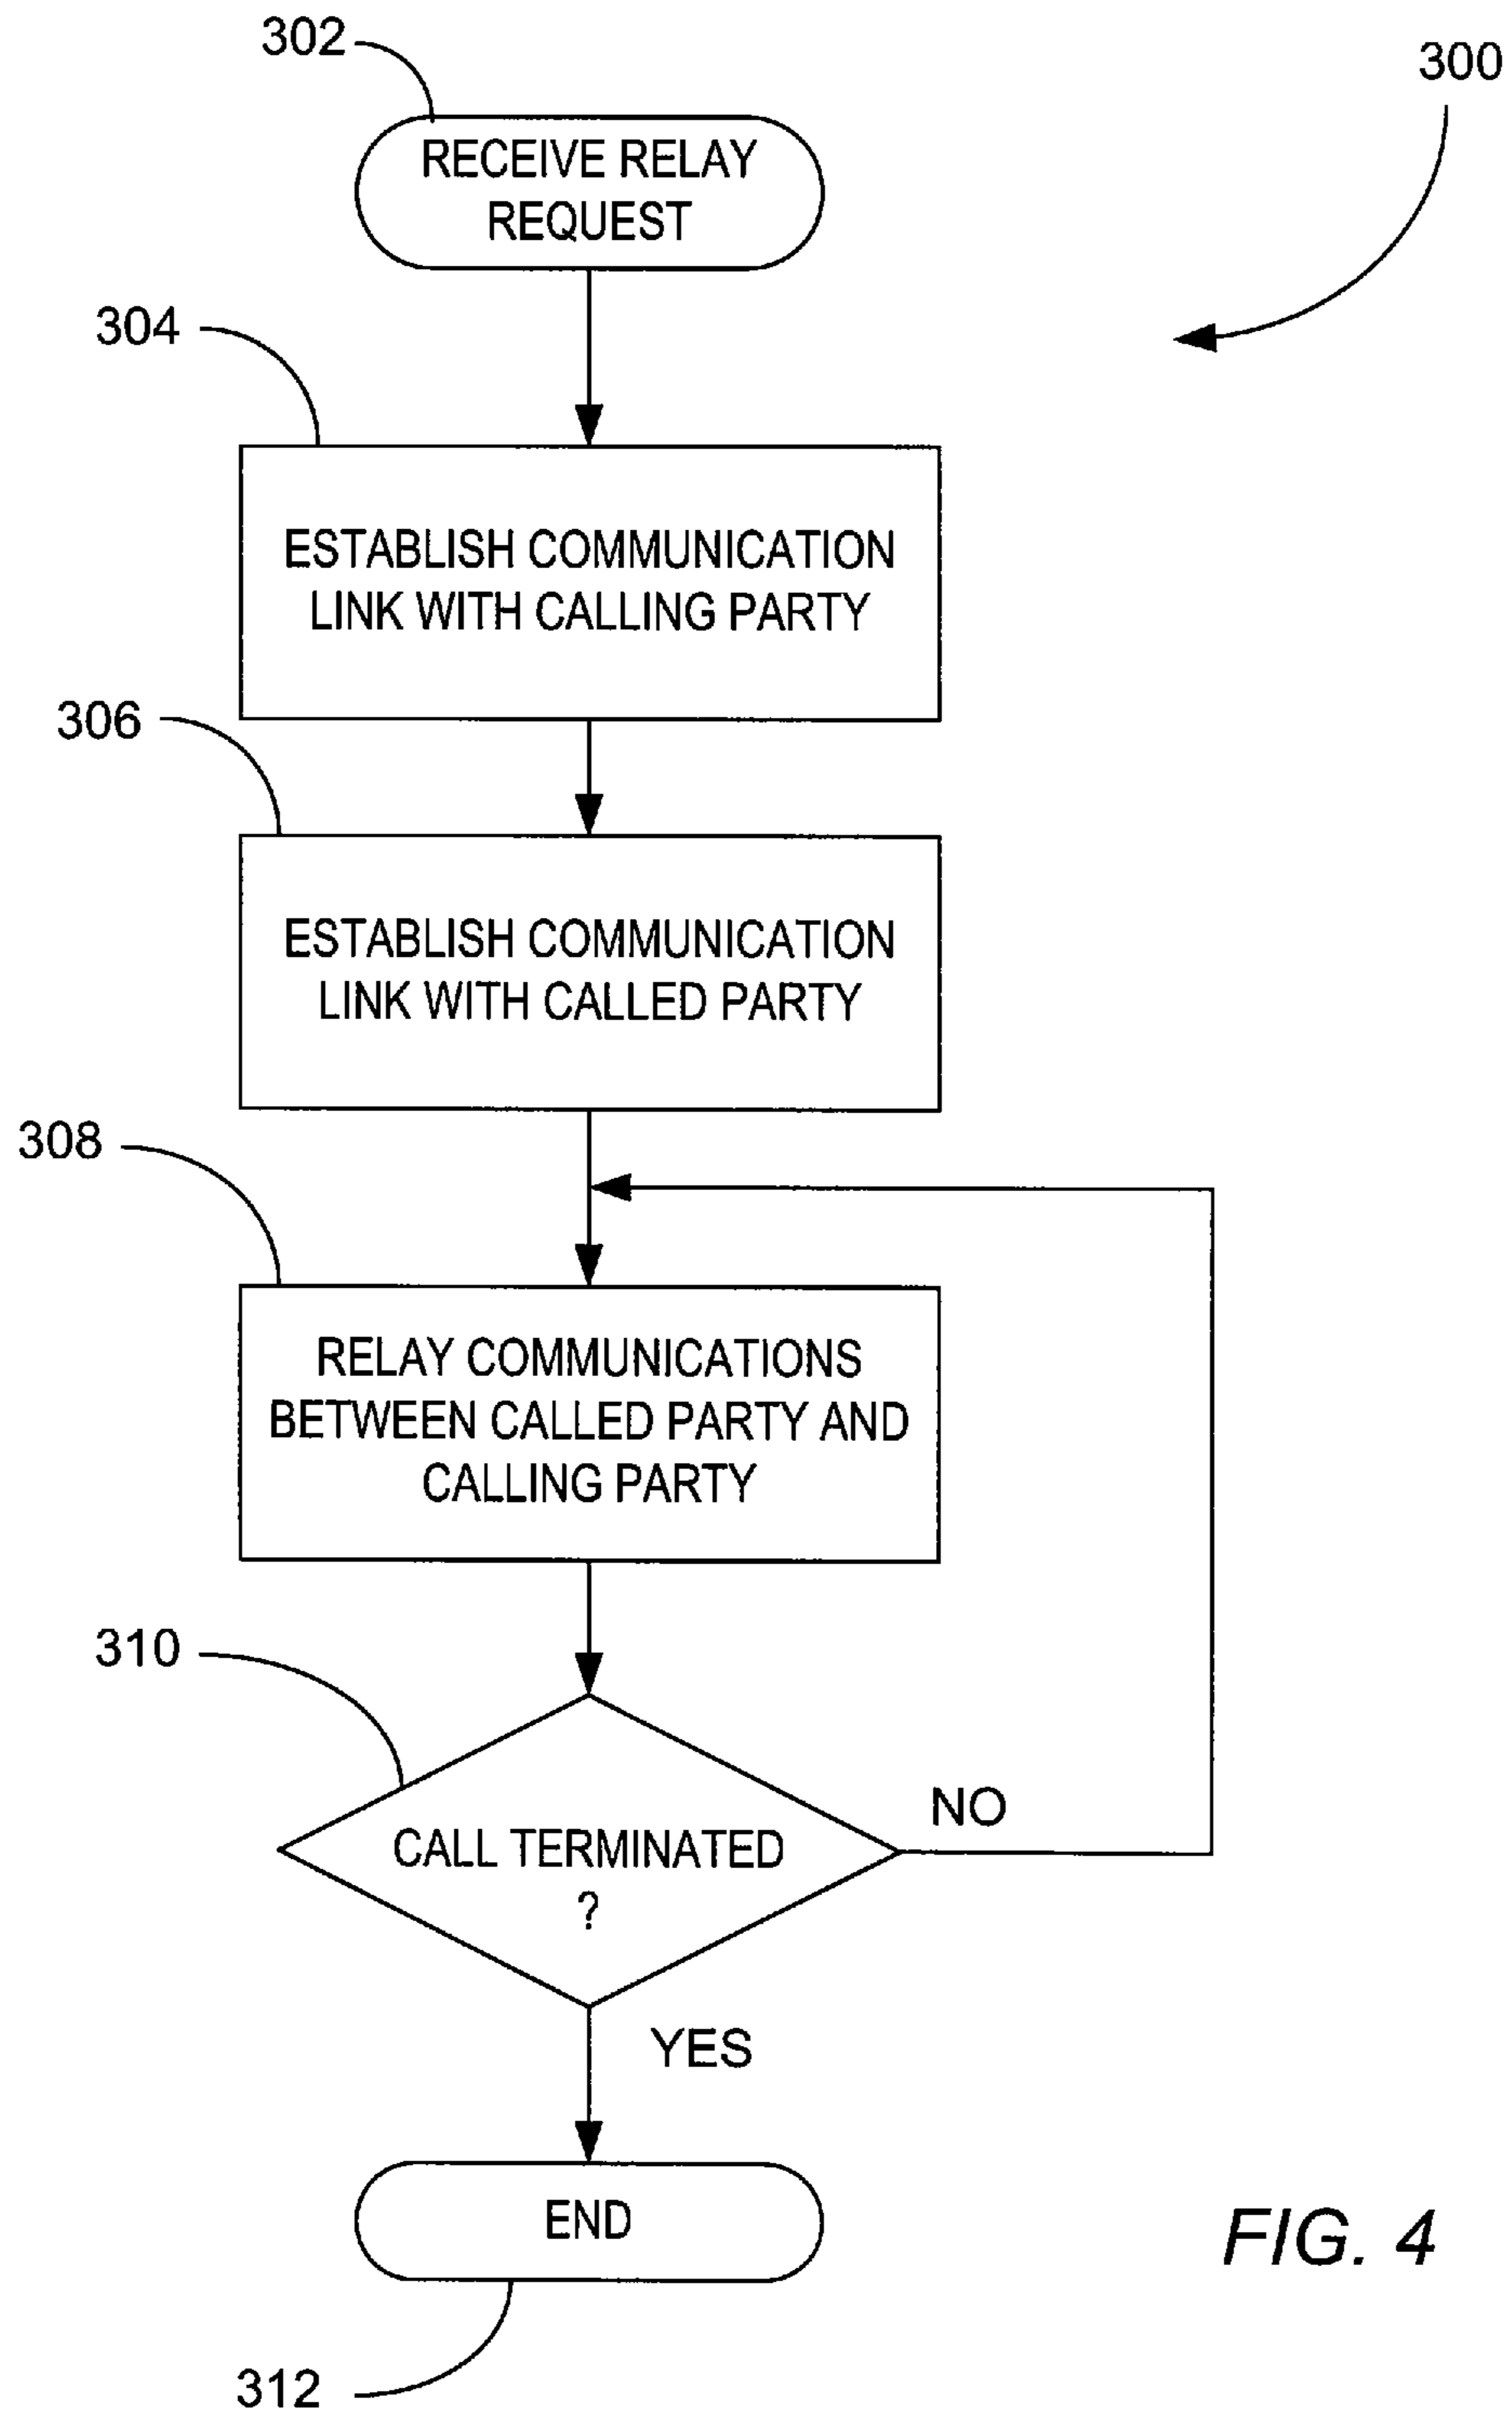 302
300
RECEIVE RELAY
REQUEST
304
ESTABLISH COMMUNICATION
LINK WITH CALLING PARTY
306
ESTABLISH COMMUNICATION
LINK WITH CALLED PARTY
308
RELAY COMMUNICATIONS
BETWEEN CALLED PARTY AND
CALLING PARTY
310
NO
CALL TERMINATED
?
YES
END
FIG. 4
312